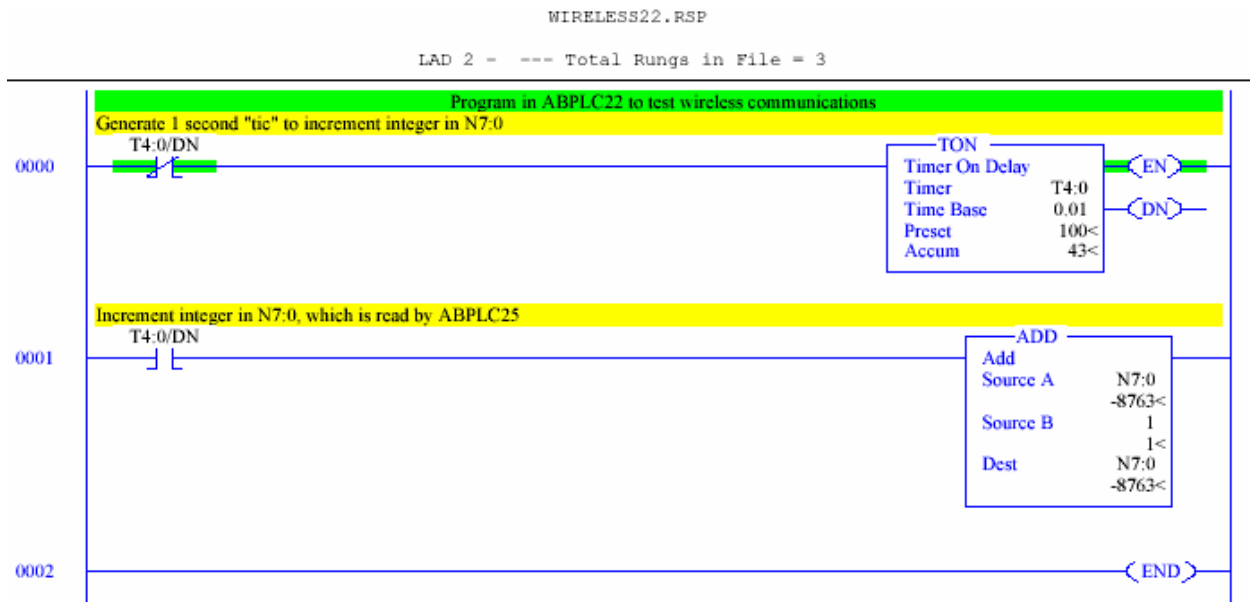 WIRELESS22.RSP
LAD 2 - --- Total Rungs in File = 3
Program in ABPLC22 to test wireless communications
Generate 1 second "tic" to increment integer in N7:0
T4:0/DN
0000
TON
Timer On Delay
Timer T4:0
Time Base 0.01
Preset 100<
Accum 43<
EN
DN
Increment integer in N7:0, which is read by ABPLC25
T4:0/DN
0001
ADD
Add
Source A N7:0
-8763<
Source B 1
1<
Dest N7:0
-8763<
0002
END